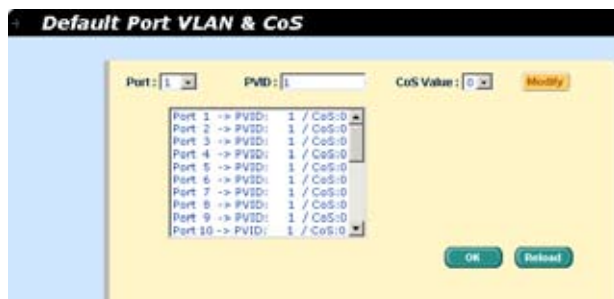 Default Port VLAN & CoS
Port: 1 PVID: 1 CoS Value: 0 Modify
Port 1 -> PVID: 1 / CoS:0
Port 2 -> PVID: 1 / CoS:0
Port 3 -> PVID: 1 / CoS:0
Port 4 -> PVID: 1 / CoS:0
Port 5 -> PVID: 1 / CoS:0
Port 6 -> PVID: 1 / CoS:0
Port 7 -> PVID: 1 / CoS:0
Port 8 -> PVID: 1 / CoS:0
Port 9 -> PVID: 1 / CoS:0
Port 10 -> PVID: 1 / CoS:0
OK Reload